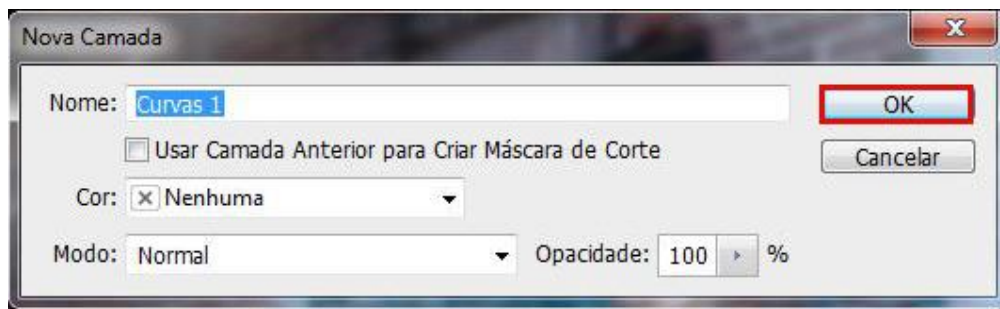 Nova Camada
Nome: Curvas 1
OK
Usar Camada Anterior para Criar Máscara de Corte
Cancelar
Cor: Nenhuma
Modo: Normal Opacidade: 100 %